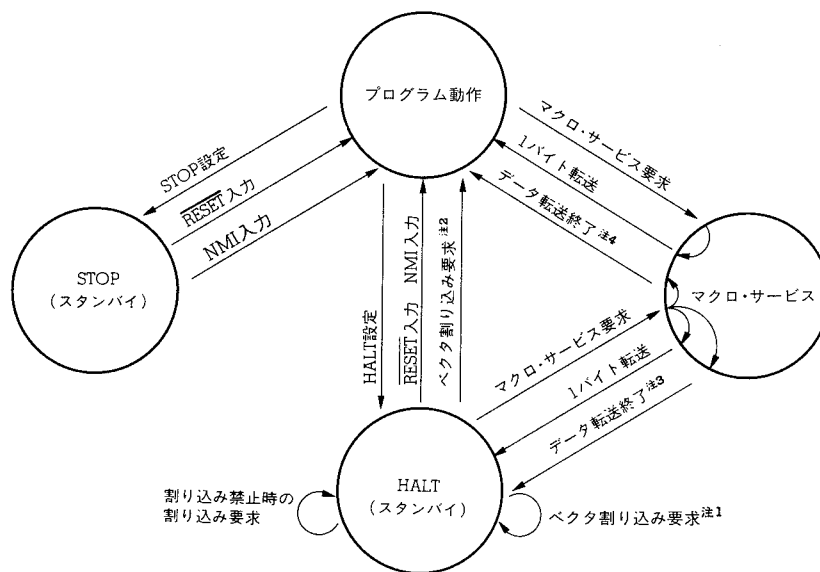 プログラム動作
STOP設定
RESET入力
NMI入力
マクロ・サービス要求
1バイト転送
データ転送終了注4
STOP
(スタンバイ)
マクロ・サービス
HALT設定
RESET入力 NMI入力
ベクタ割り込み要求注2
マクロ・サービス要求
1バイト転送
データ転送終了注3
HALT
(スタンバイ)
割り込み禁止時の
割り込み要求
ベクタ割り込み要求注1